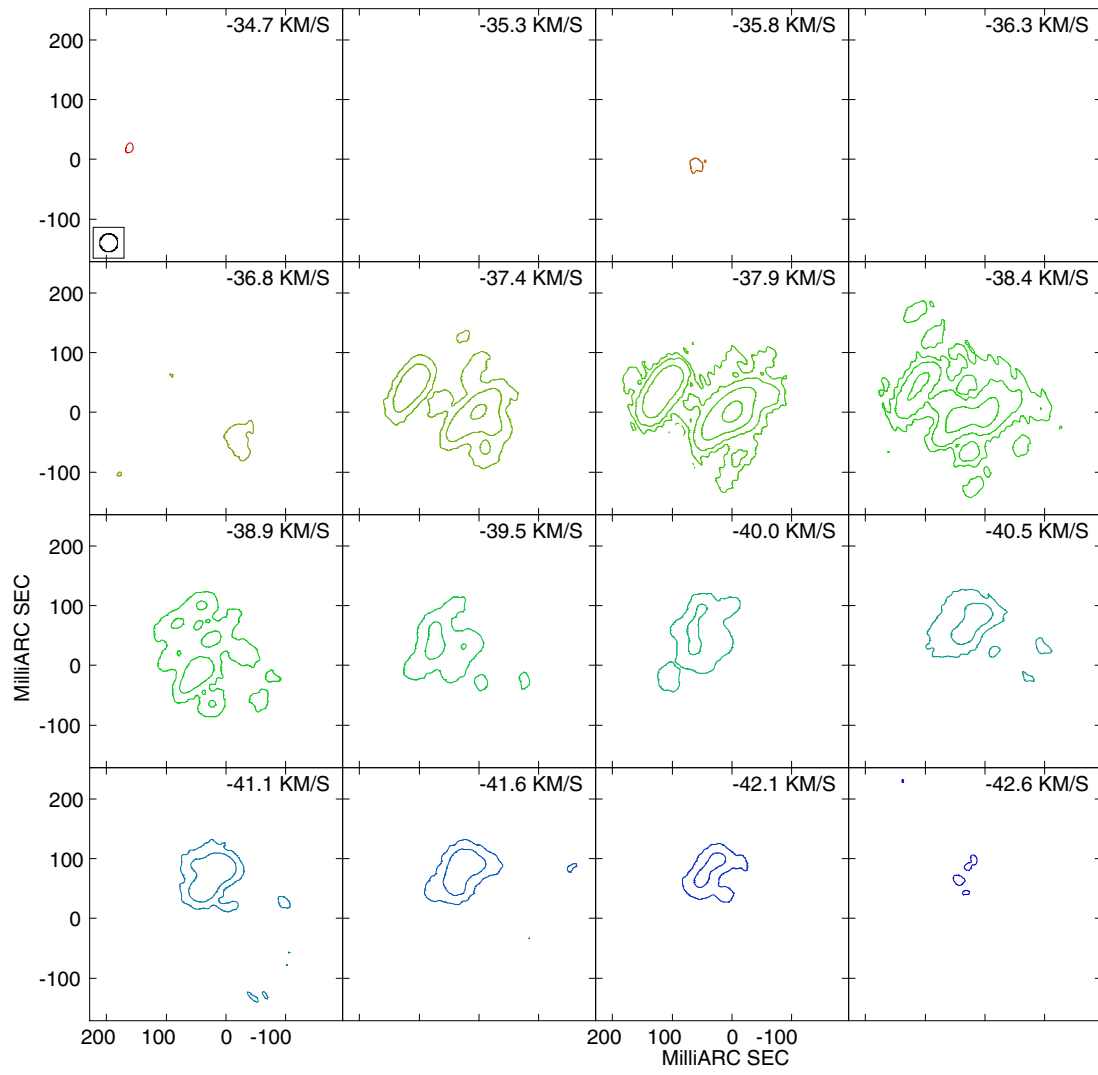 -34.7 KM/S -35.3 KM/S -35.8 KM/S -36.3 KM/S
200
100
0
-100
-36.8 KM/S -37.4 KM/S -37.9 KM/S -38.4 KM/S
200
100
0
-100
-38.9 KM/S -39.5 KM/S -40.0 KM/S -40.5 KM/S
200
100
0
-100
MilliARC SEC
-41.1 KM/S -41.6 KM/S -42.1 KM/S -42.6 KM/S
200
100
0
-100
200 100 0 -100 200 100 0 -100
MilliARC SEC